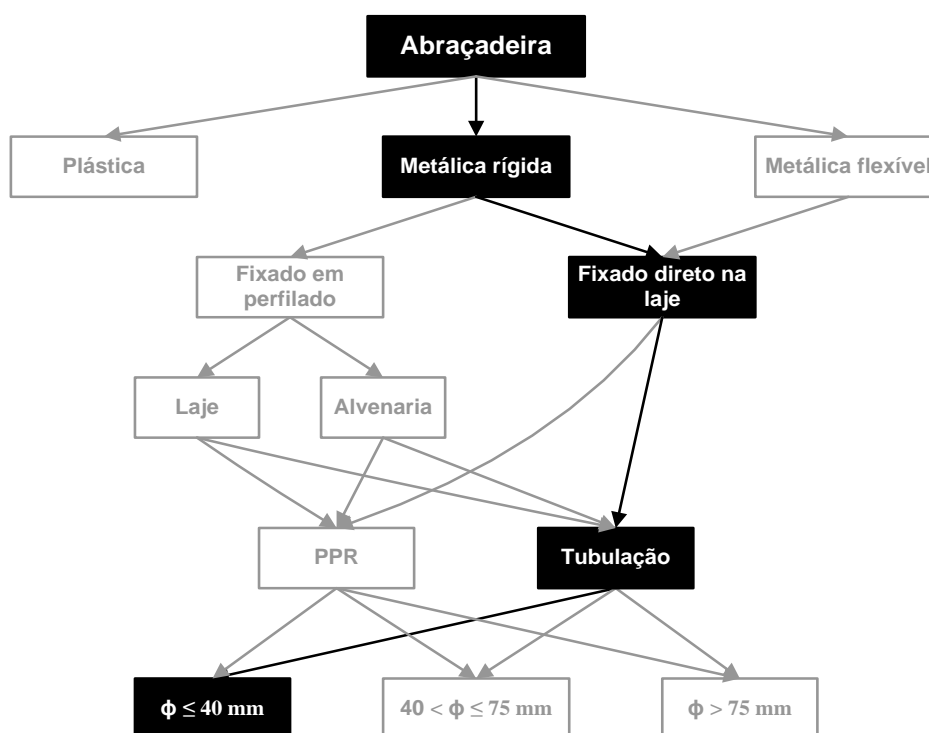 Abraçadeira
Plástica
Metálica rígida
Metálica flexível
Fixado em
perfilado
Fixado direto na
laje
Laje
Alvenaria
PPR
Tubulação
ϕ ≤ 40 mm
40 < ϕ ≤ 75 mm
ϕ > 75 mm